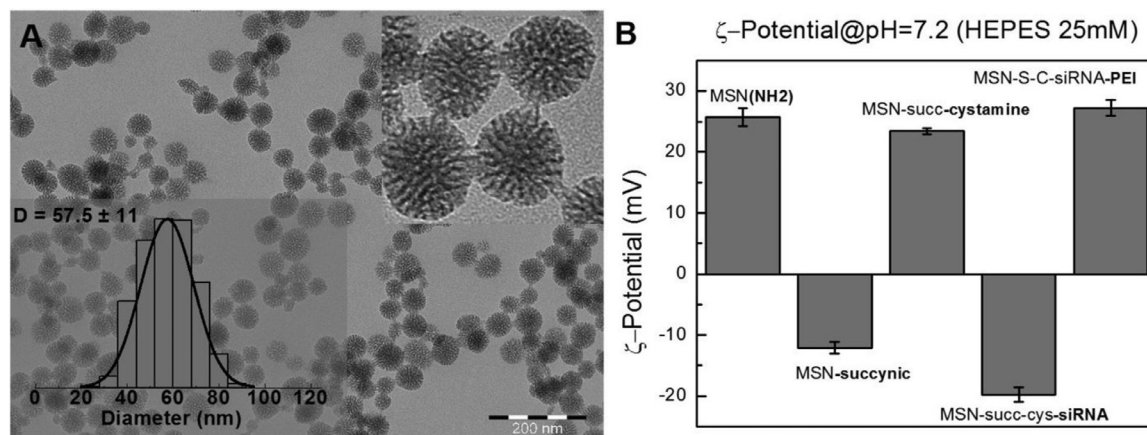 A
D = 57.5 ± 11
0 20 40 60 80 100 120
Diameter (nm)
200 nm
B
ζ–Potential@pH=7.2 (HEPES 25mM)
ζ–Potential (mV)
30
20
10
0
-10
-20
MSN(NH2)
MSN-succynic
MSN-succ-cystamine
MSN-succ-cys-siRNA
MSN-S-C-siRNA-PEI